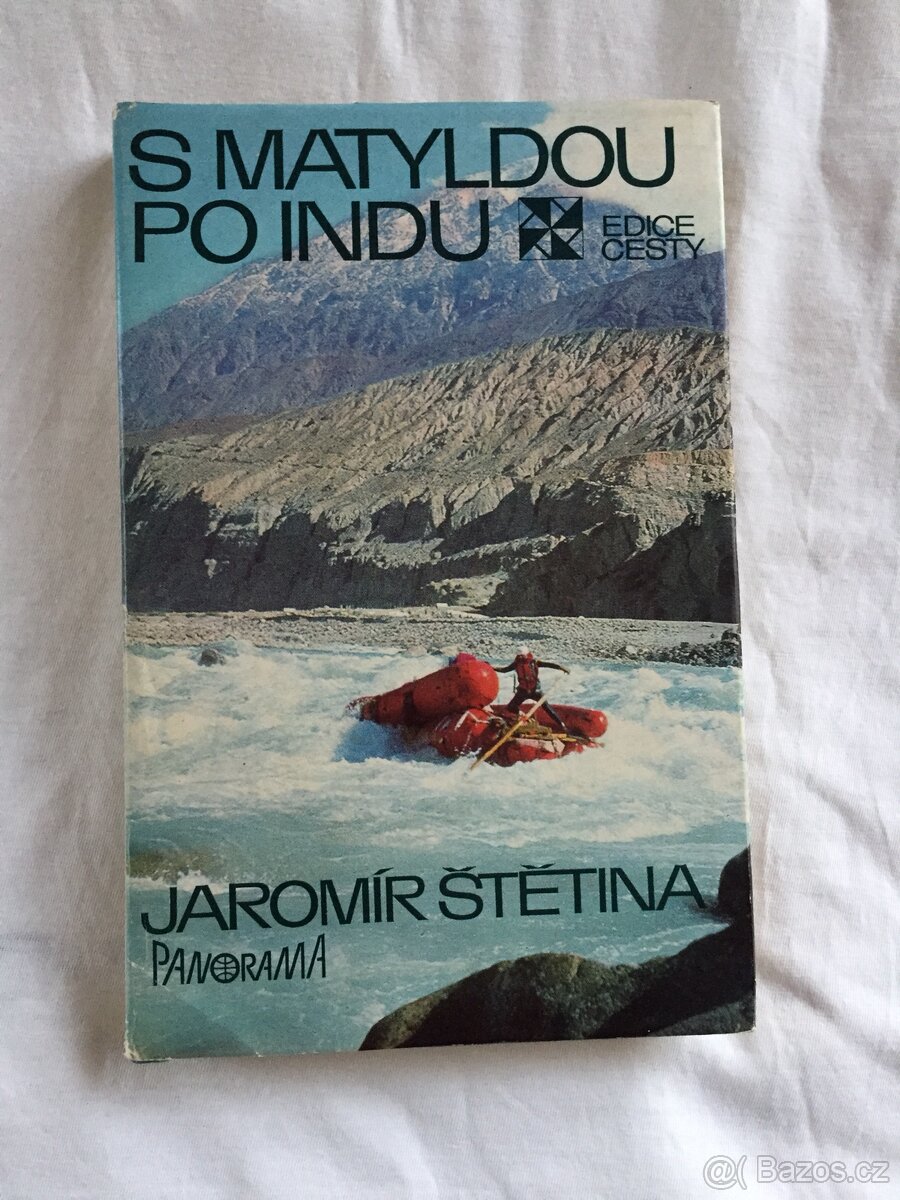 S MATYLDOU
PO INDU
EDICE
CESTY
JAROMÍR ŠTĚTINA
PANORAMA
@( Bazos.cz